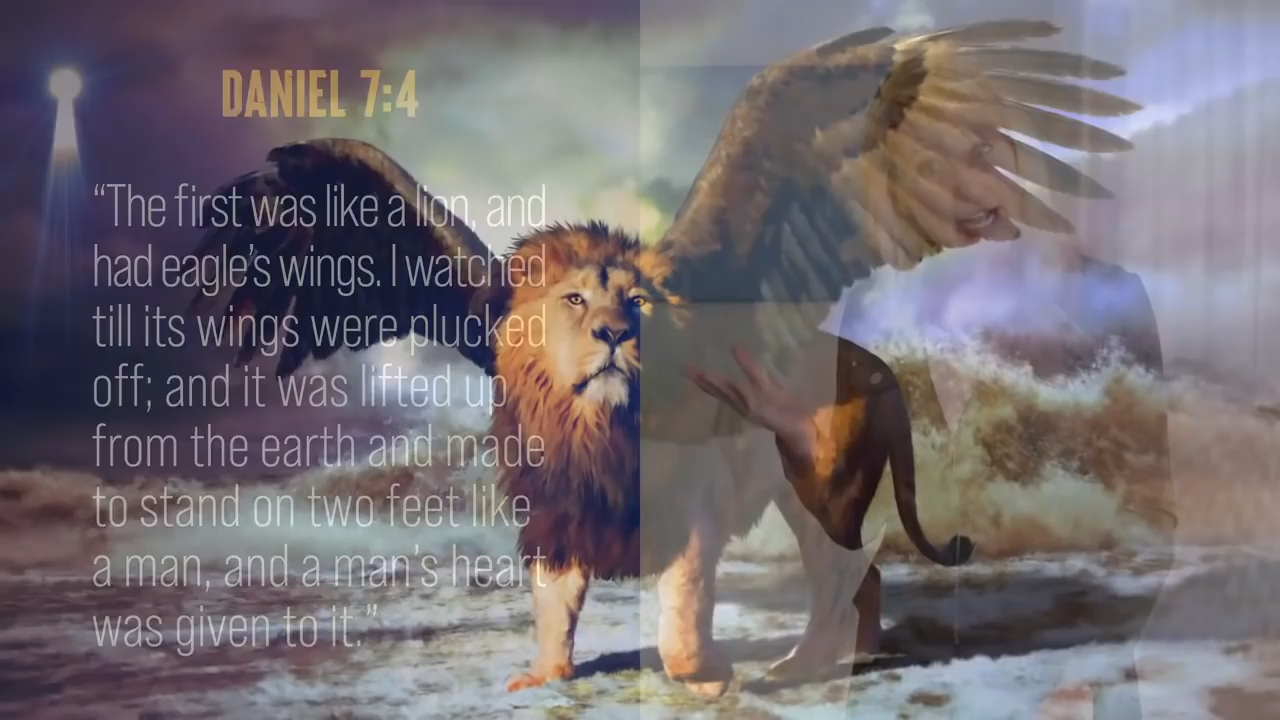 DANIEL 7:4
“The first was like a lion, and
had eagle’s wings. I watched
till its wings were plucked
off; and it was lifted up
from the earth and made
to stand on two feet like
a man, and a man’s heart
was given to it.”